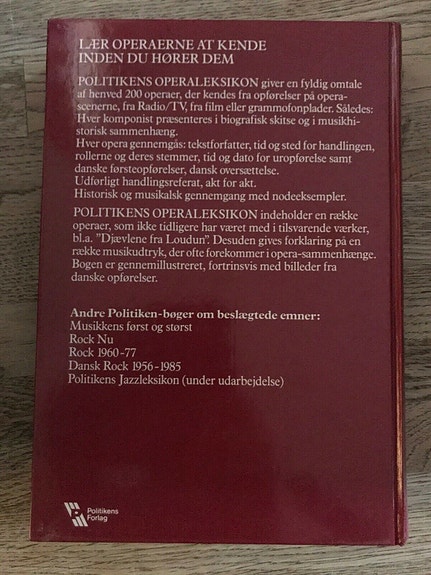 LÆR OPERAERNE AT KENDE
INDEN DU HØRER DEM
POLITIKENS OPERALEKSIKON giver en fyldig omtale
af henved 200 operaer, der kendes fra opførelser på opera-
scenerne, fra Radio/TV, fra film eller grammofonplader. Således:
Hver komponist præsenteres i biografisk skitse og i musikhi-
storisk sammenhæng.
Hver opera gennemgås: tekstforfatter, tid og sted for handlingen,
rollerne og deres stemmer, tid og dato for uropførelse samt
danske førsteopførelser, dansk oversættelse.
Udførligt handlingsreferat, akt for akt.
Historisk og musikalsk gennemgang med nodeeksempler.
POLITIKENS OPERALEKSIKON indeholder en række
operaer, som ikke tidligere har været med i tilsvarende værker,
bl.a. "Djævlene fra Loudun". Desuden gives forklaring på en
række musikudtryk, der ofte forekommer i opera-sammenhænge.
Bogen er gennemillustreret, fortrinsvis med billeder fra
danske opførelser.
Andre Politiken-bøger om beslægtede emner:
Musikkens først og størst
Rock Nu
Rock 1960-77
Dansk Rock 1956-1985
Politikens Jazzleksikon (under udarbejdelse)
Politikens
Forlag